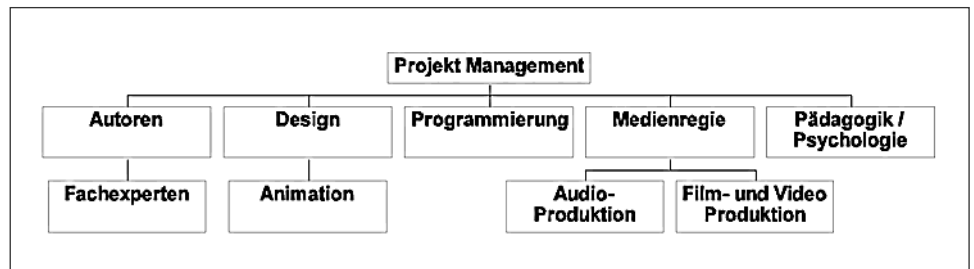 Projekt Management
Autoren
Design
Programmierung
Medienregie
Pädagogik /
Psychologie
Fachexperten
Animation
Audio-
Produktion
Film- und Video
Produktion